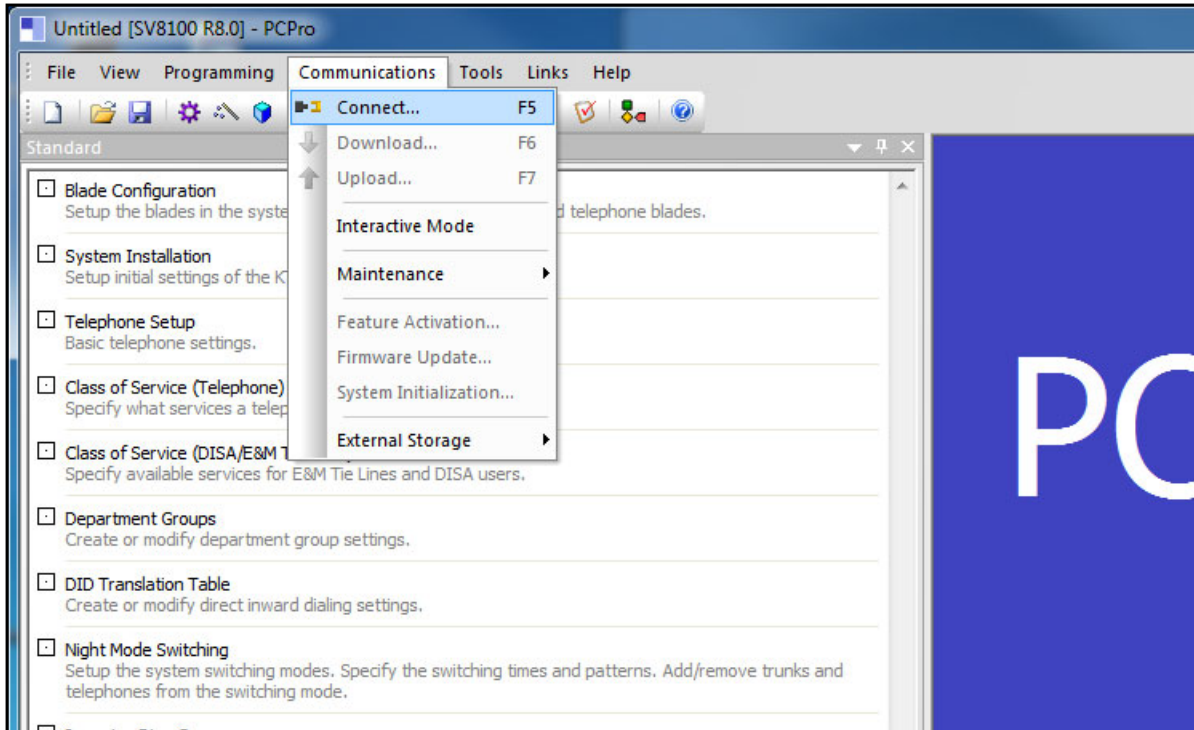 Untitled [SV8100 R8.0] - PCPro
File View Programming Communications Tools Links Help
Connect... F5
Download... F6
Upload... F7
Interactive Mode
Maintenance
Feature Activation...
Firmware Update...
System Initialization...
External Storage
Standard
Blade Configuration
Setup the blades in the syste d telephone blades.
System Installation
Setup initial settings of the K
Telephone Setup
Basic telephone settings.
Class of Service (Telephone)
Specify what services a telep
Class of Service (DISA/E&M T
Specify available services for E&M Tie Lines and DISA users.
Department Groups
Create or modify department group settings.
DID Translation Table
Create or modify direct inward dialing settings.
Night Mode Switching
Setup the system switching modes. Specify the switching times and patterns. Add/remove trunks and
telephones from the switching mode.
PC